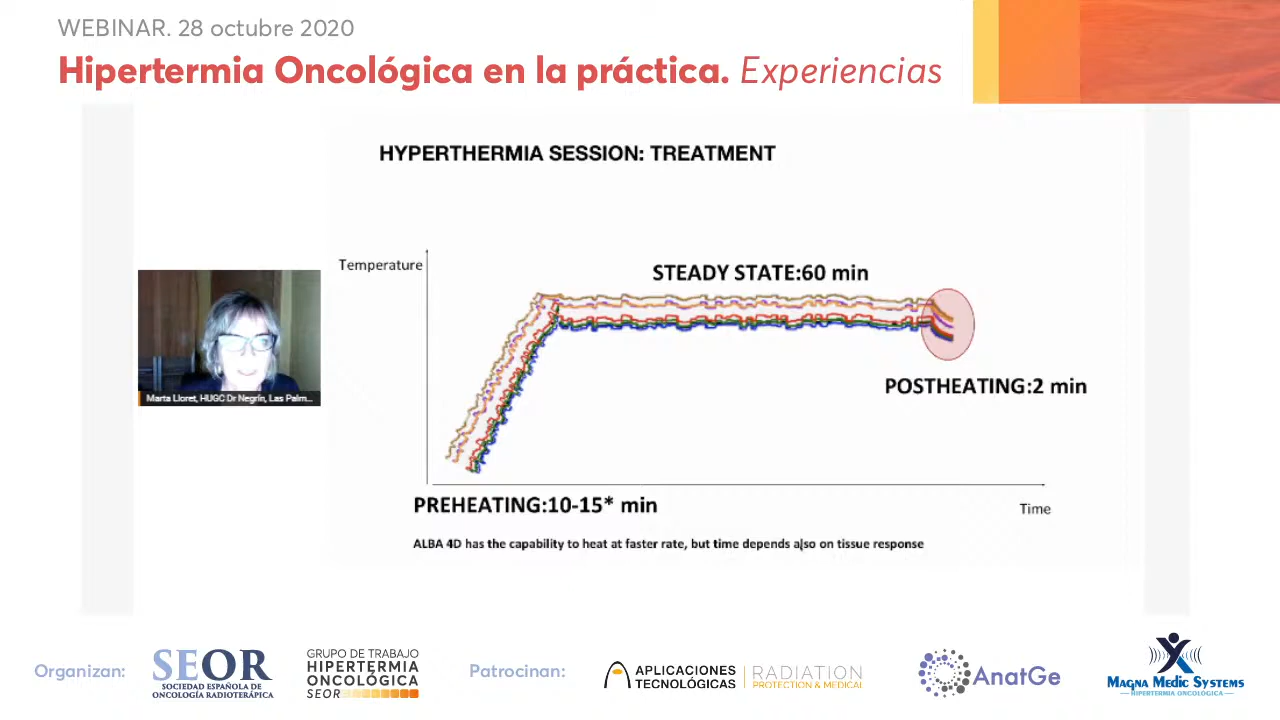 WEBINAR. 28 octubre 2020
Hipertermia Oncológica en la práctica. Experiencias
HYPERTHERMIA SESSION: TREATMENT
Temperature
STEADY STATE:60 min
POSTHEATING:2 min
Marta Lloret, HUGC Dr Negrín, Las Palm...
PREHEATING:10-15* min
Time
ALBA 4D has the capability to heat at faster rate, but time depends also on tissue response
Organizan:
SEOR
SOCIEDAD ESPAÑOLA DE
ONCOLOGÍA RADIOTERÁPICA
GRUPO DE TRABAJO
HIPERTERMIA
ONCOLÓGICA
SEOR
Patrocinan:
APLICACIONES
TECNOLÓGICAS
RADIATION
PROTECTION & MEDICAL
AnatGe
MAGNA MEDIC SYSTEMS
HIPERTERMIA ONCOLÓGICA